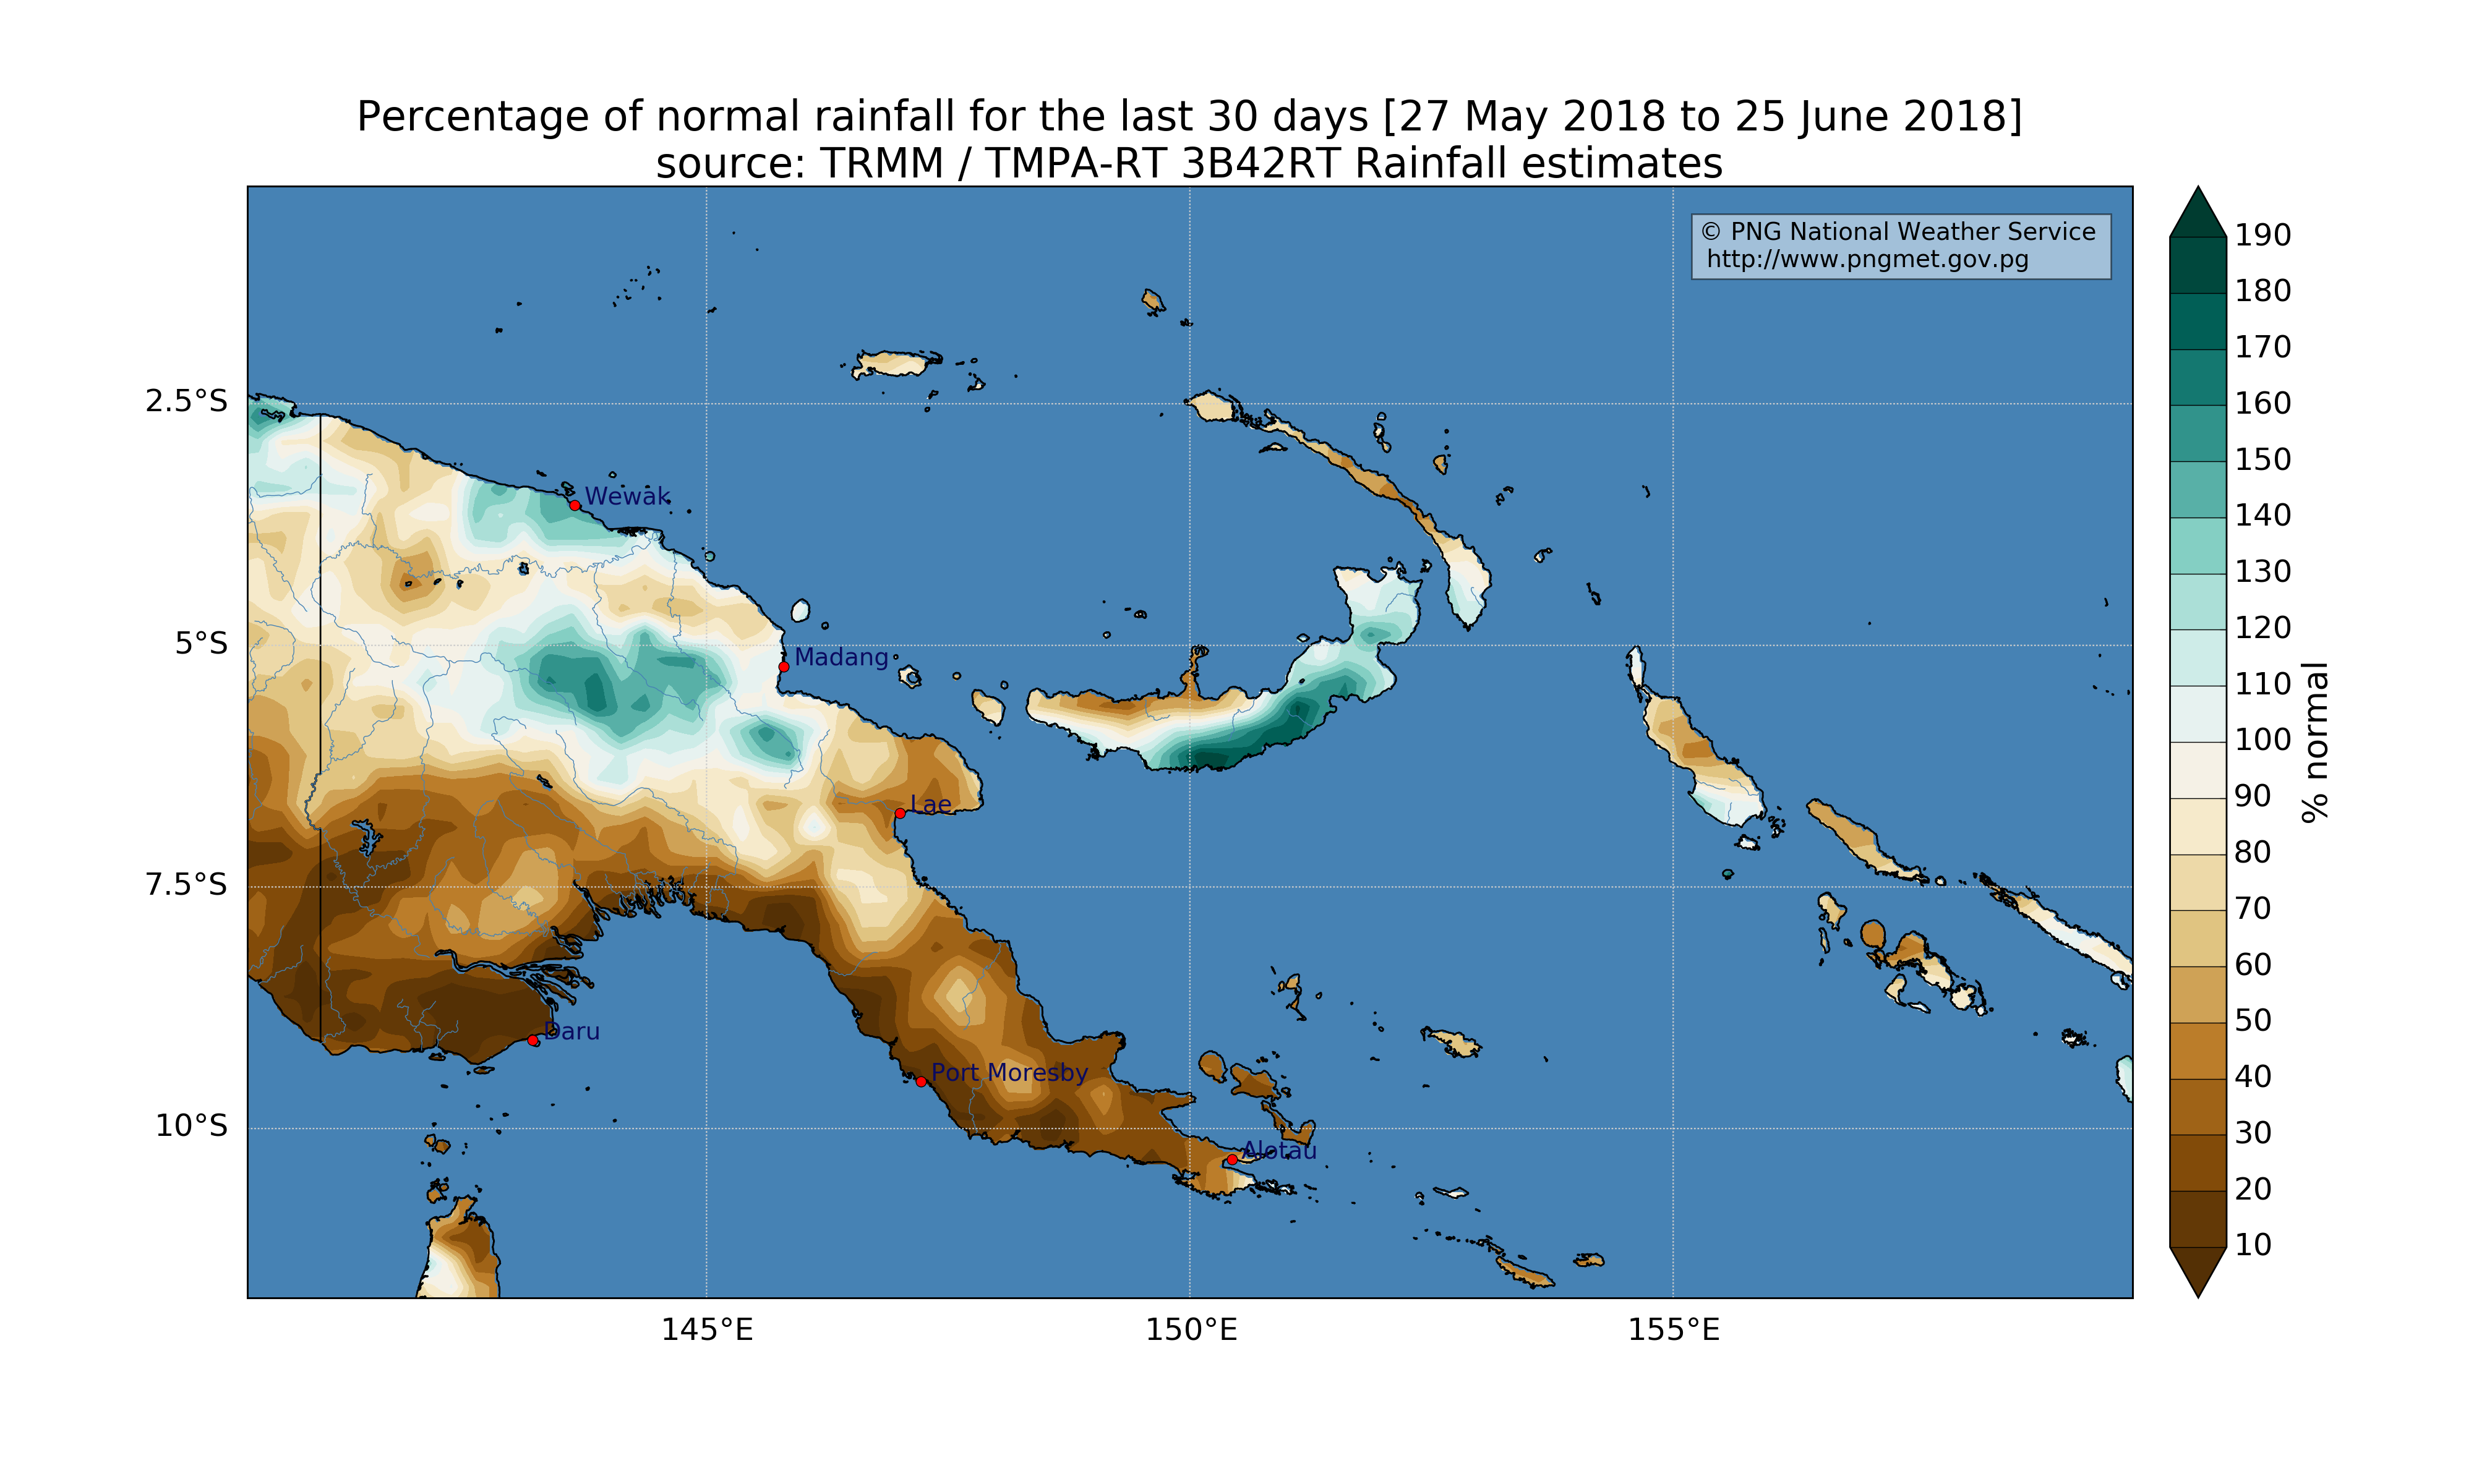 Percentage of normal rainfall for the last 30 days [27 May 2018 to 25 June 2018]
source: TRMM / TMPA-RT 3B42RT Rainfall estimates
© PNG National Weather Service
http://www.pngmet.gov.pg
190
180
170
160
150
140
130
120
110
100
90
80
70
60
50
40
30
20
10
% normal
2.5°S
5°S
7.5°S
10°S
Wewak
Madang
Lae
Daru
Port Moresby
Alotau
145°E
150°E
155°E